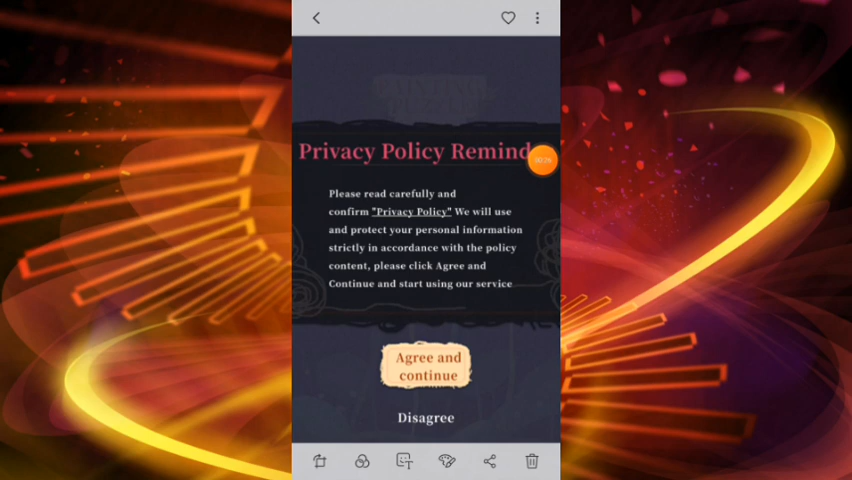 Privacy Policy Remind
00:26
Please read carefully and
confirm "Privacy Policy" We will use
and protect your personal information
strictly in accordance with the policy
content, please click Agree and
Continue and start using our service
Agree and
continue
Disagree
T